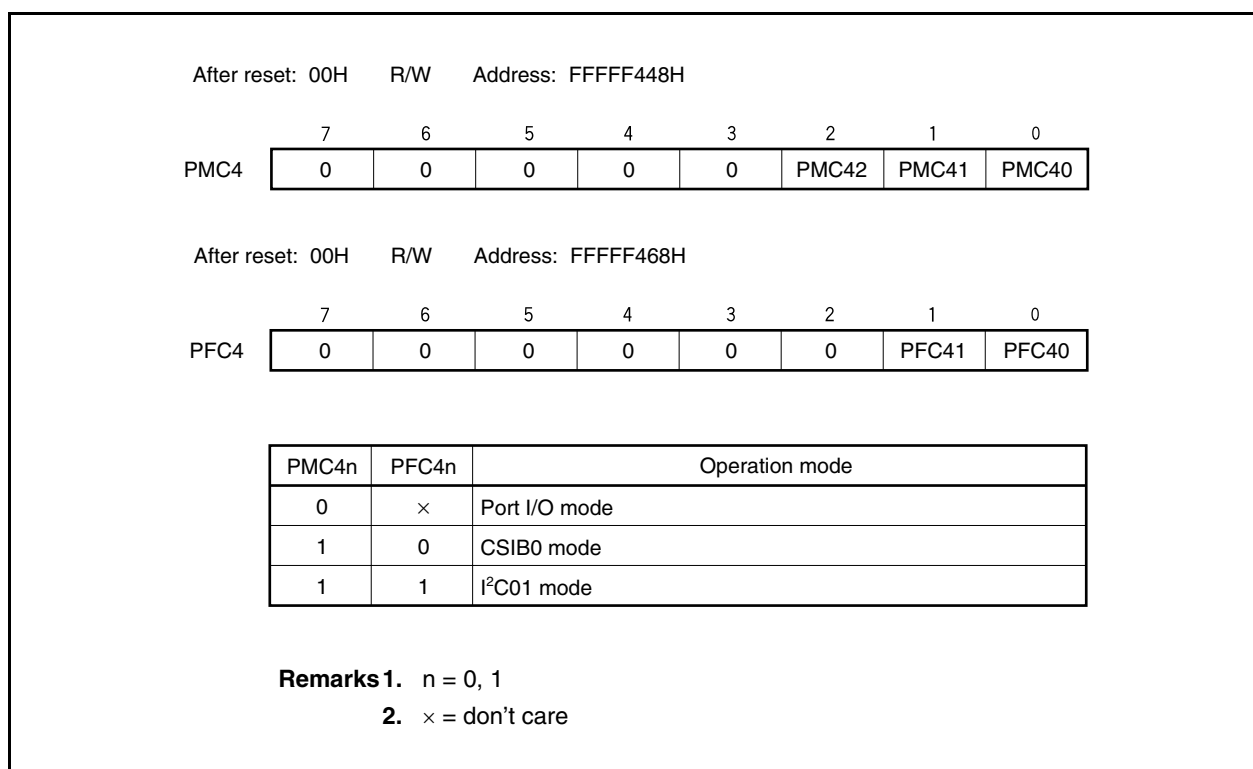 After reset: 00H R/W Address: FFFFF448H
7 6 5 4 3 2 1 0
PMC4 0 0 0 0 0 PMC42 PMC41 PMC40
After reset: 00H R/W Address: FFFFF468H
7 6 5 4 3 2 1 0
PFC4 0 0 0 0 0 0 PFC41 PFC40
PMC4n PFC4n Operation mode
0 × Port I/O mode
1 0 CSIB0 mode
1 1 I²C01 mode
Remarks 1. n = 0, 1
2. × = don't care